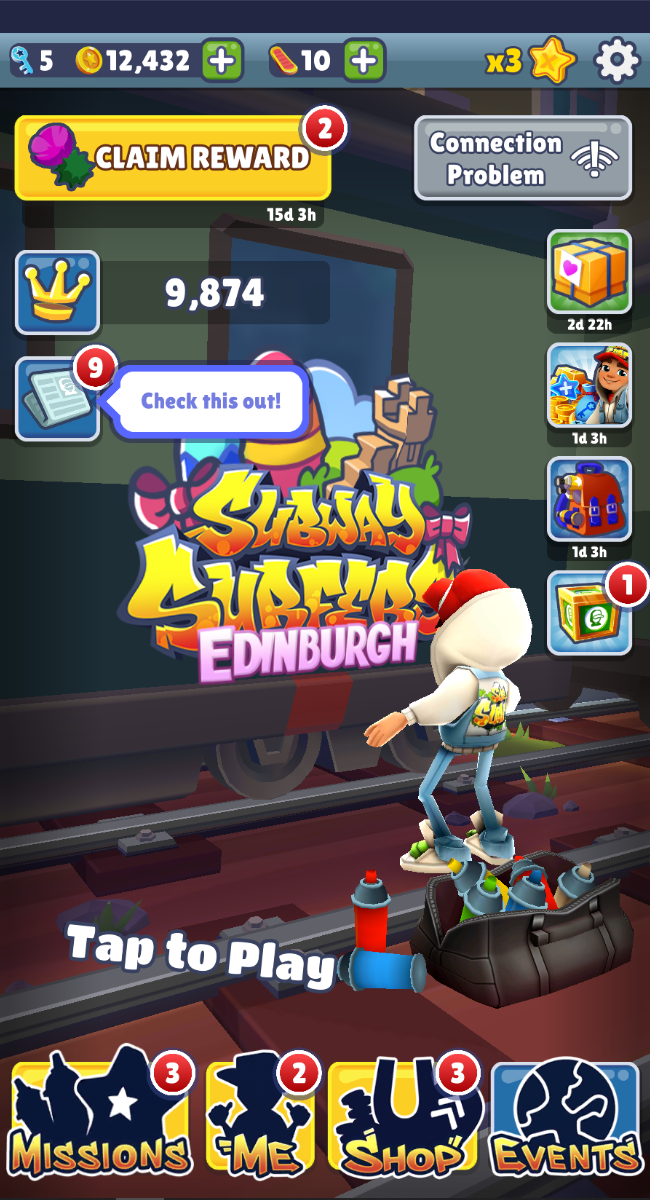 5
12,432
10
x3
2
CLAIM REWARD
15d 3h
Connection
Problem
9,874
2d 22h
9
Check this out!
1d 3h
1d 3h
1
SUBWAY
SURFERS
EDINBURGH
Tap to Play
3
MISSIONS
2
ME
3
SHOP
EVENTS